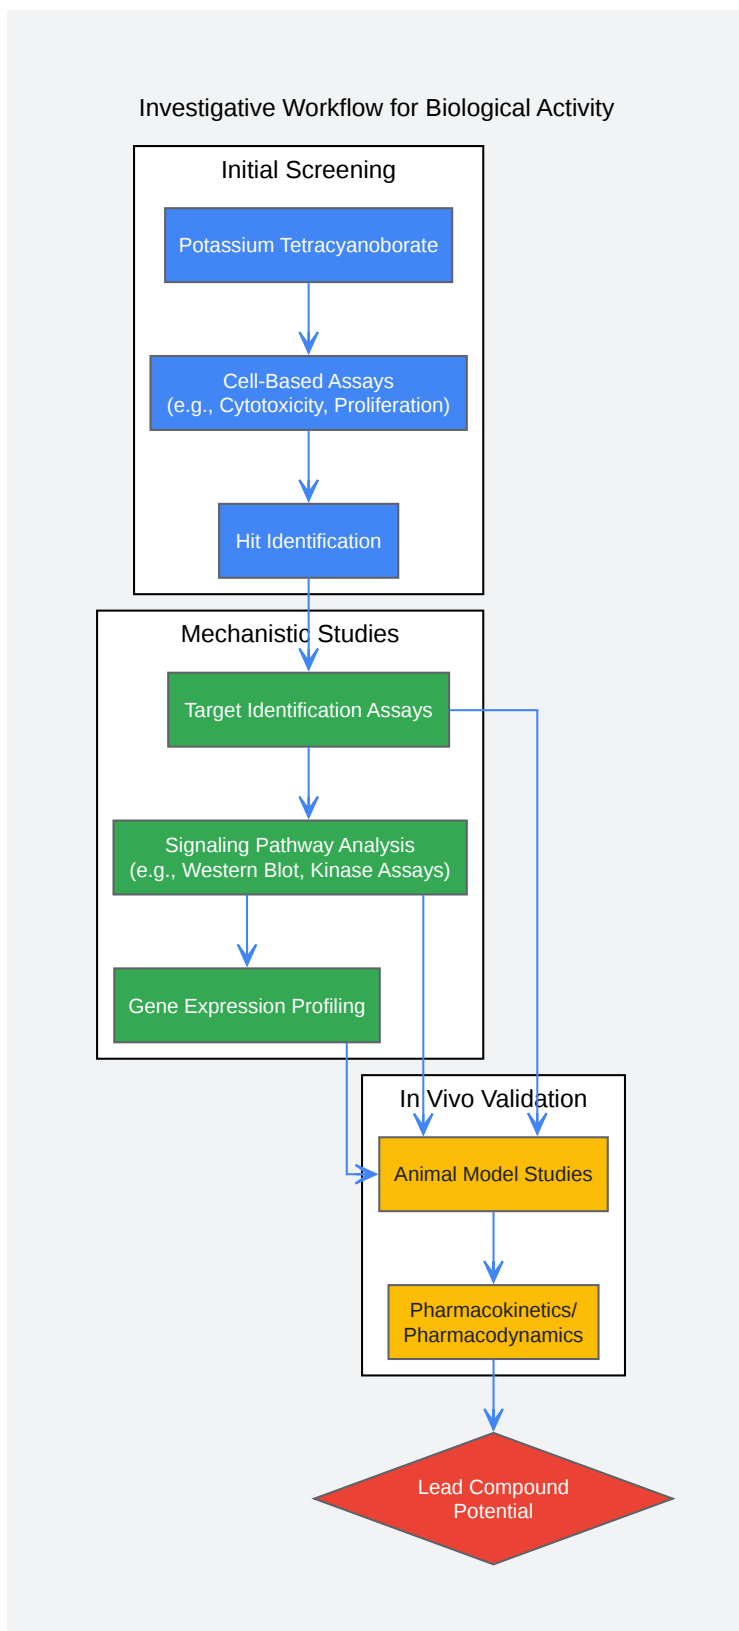 Investigative Workflow for Biological Activity
Initial Screening
Potassium Tetracyanoborate
Cell-Based Assays
(e.g., Cytotoxicity, Proliferation)
Hit Identification
Mechanistic Studies
Target Identification Assays
Signaling Pathway Analysis
(e.g., Western Blot, Kinase Assays)
Gene Expression Profiling
In Vivo Validation
Animal Model Studies
Pharmacokinetics/
Pharmacodynamics
Lead Compound
Potential